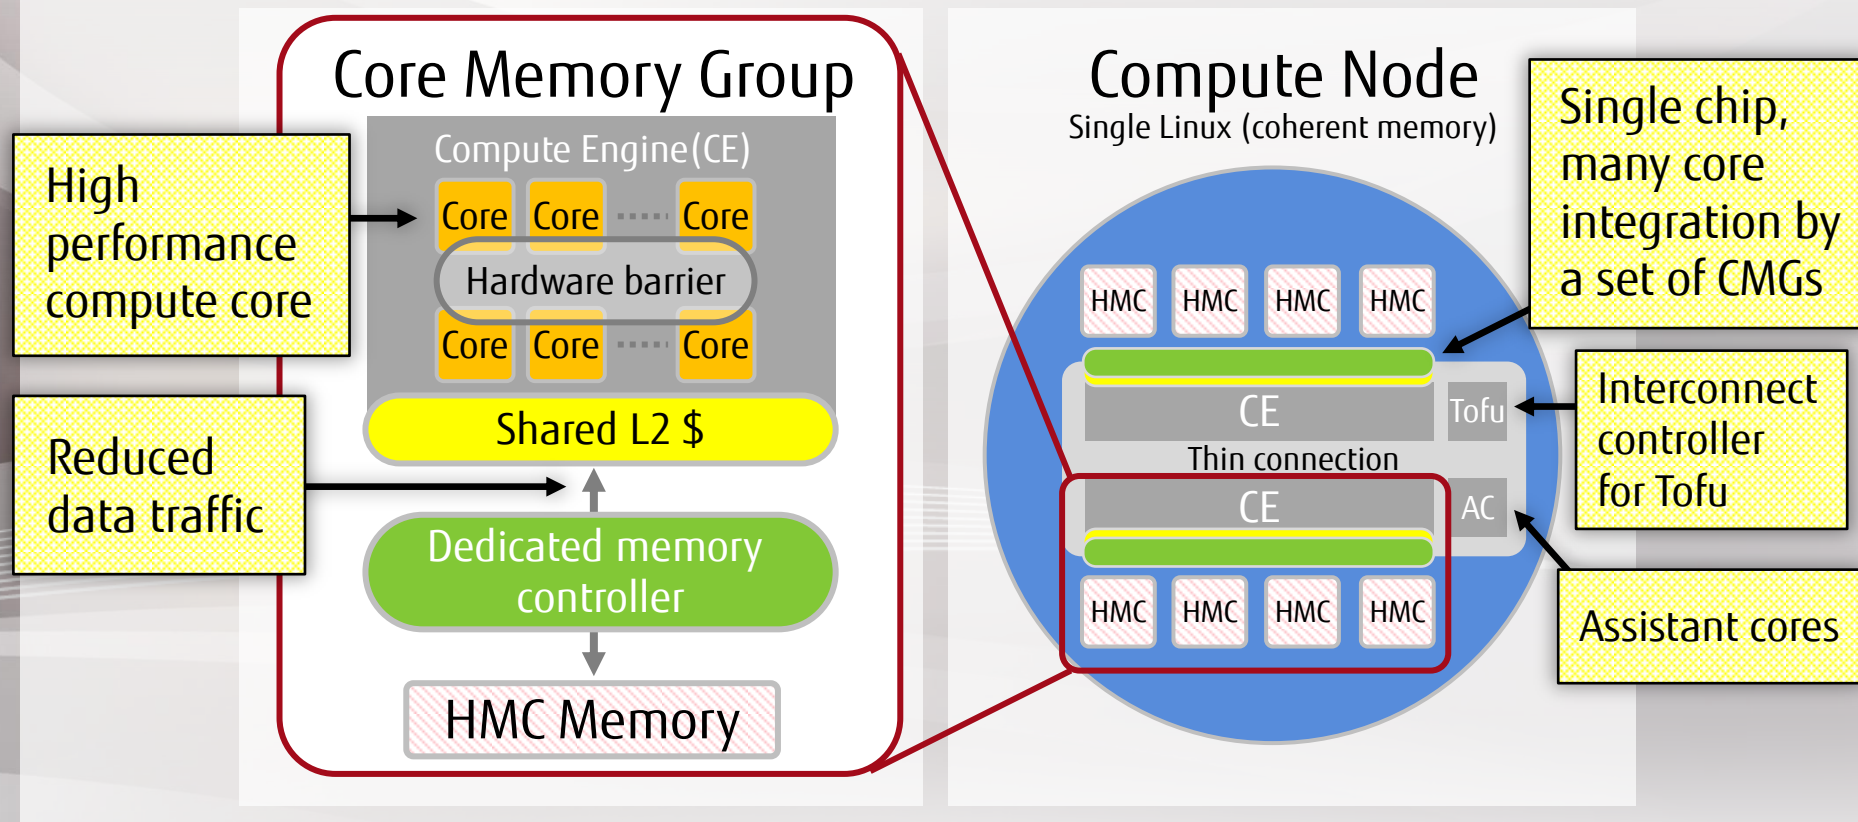 Core Memory Group
Compute Engine(CE)
Core Core Core
Hardware barrier
Core Core Core
Shared L2 $
Dedicated memory
controller
HMC Memory
High
performance
compute core
Reduced
data traffic
Compute Node
Single Linux (coherent memory)
HMC HMC HMC HMC
CE
Tofu
Thin connection
CE
AC
HMC HMC HMC HMC
Single chip,
many core
integration by
a set of CMGs
Interconnect
controller
for Tofu
Assistant cores